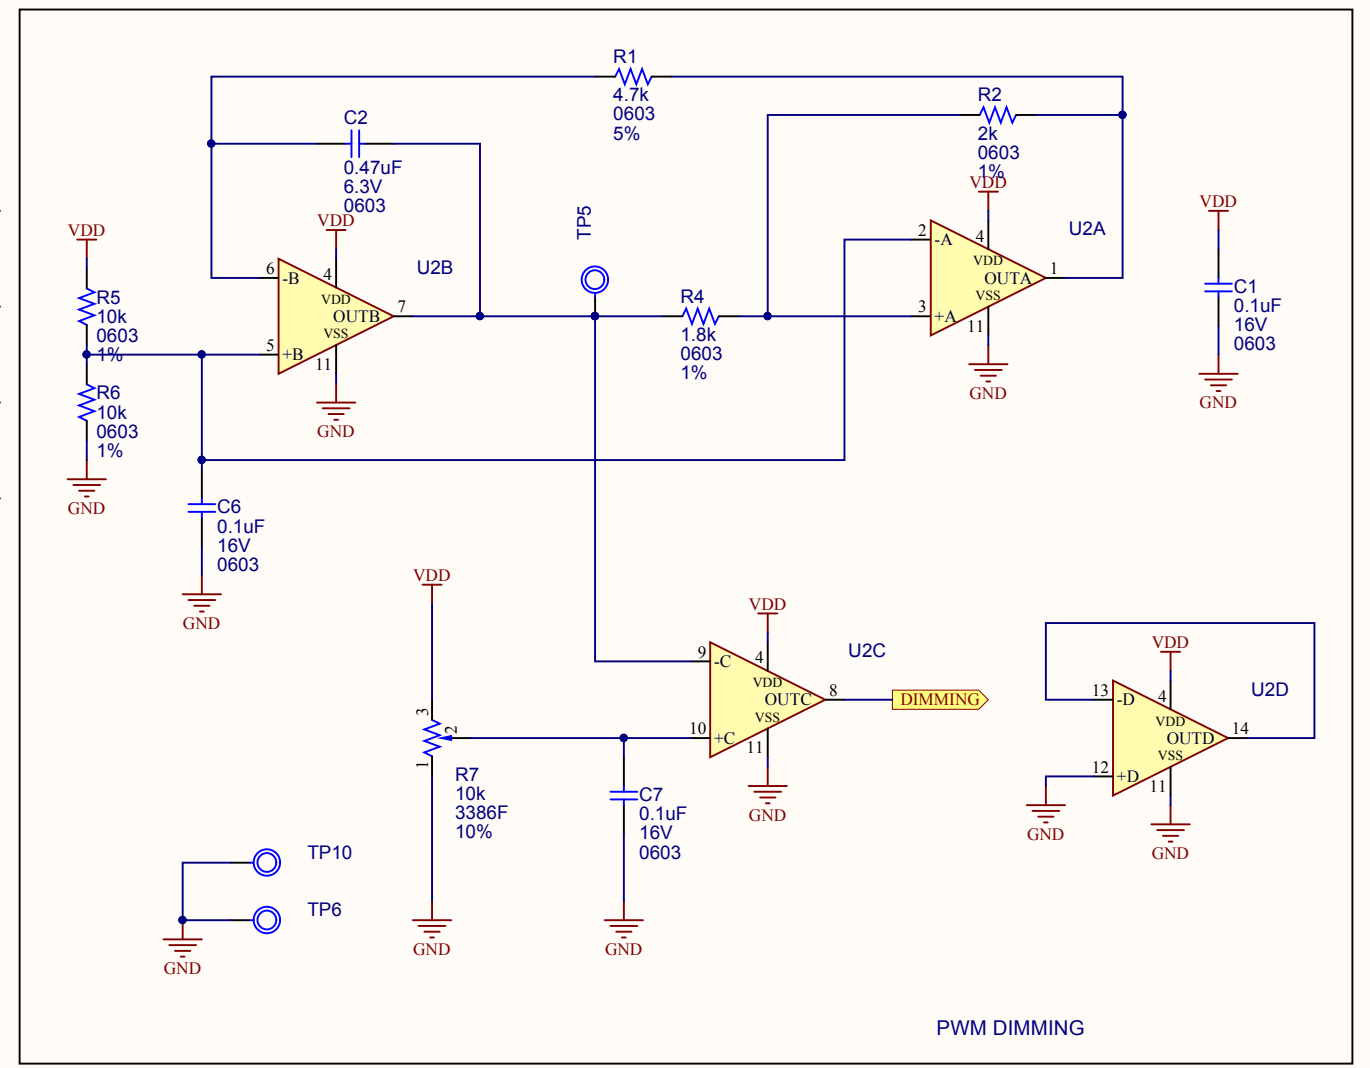 R1
4.7k
0603
5%
R2
2k
0603
1%
C2
0.47uF
6.3V
0603
VDD
VDD
VDD
VDD
TP5
U2A
U2B
2
-A
4
VDD
OUTA
VSS
1
3
+A
11
GND
6
-B
4
VDD
OUTB
VSS
7
5
+B
11
GND
R5
10k
0603
1%
R6
10k
0603
1%
GND
R4
1.8k
0603
1%
C1
0.1uF
16V
0603
GND
C6
0.1uF
16V
0603
GND
VDD
VDD
VDD
U2C
9
-C
4
VDD
OUTC
VSS
8
DIMMING
10
+C
11
GND
U2D
13
-D
4
VDD
OUTD
VSS
14
12
+D
11
GND
GND
3
2
1
R7
10k
3386F
10%
GND
C7
0.1uF
16V
0603
GND
TP10
TP6
GND
PWM DIMMING